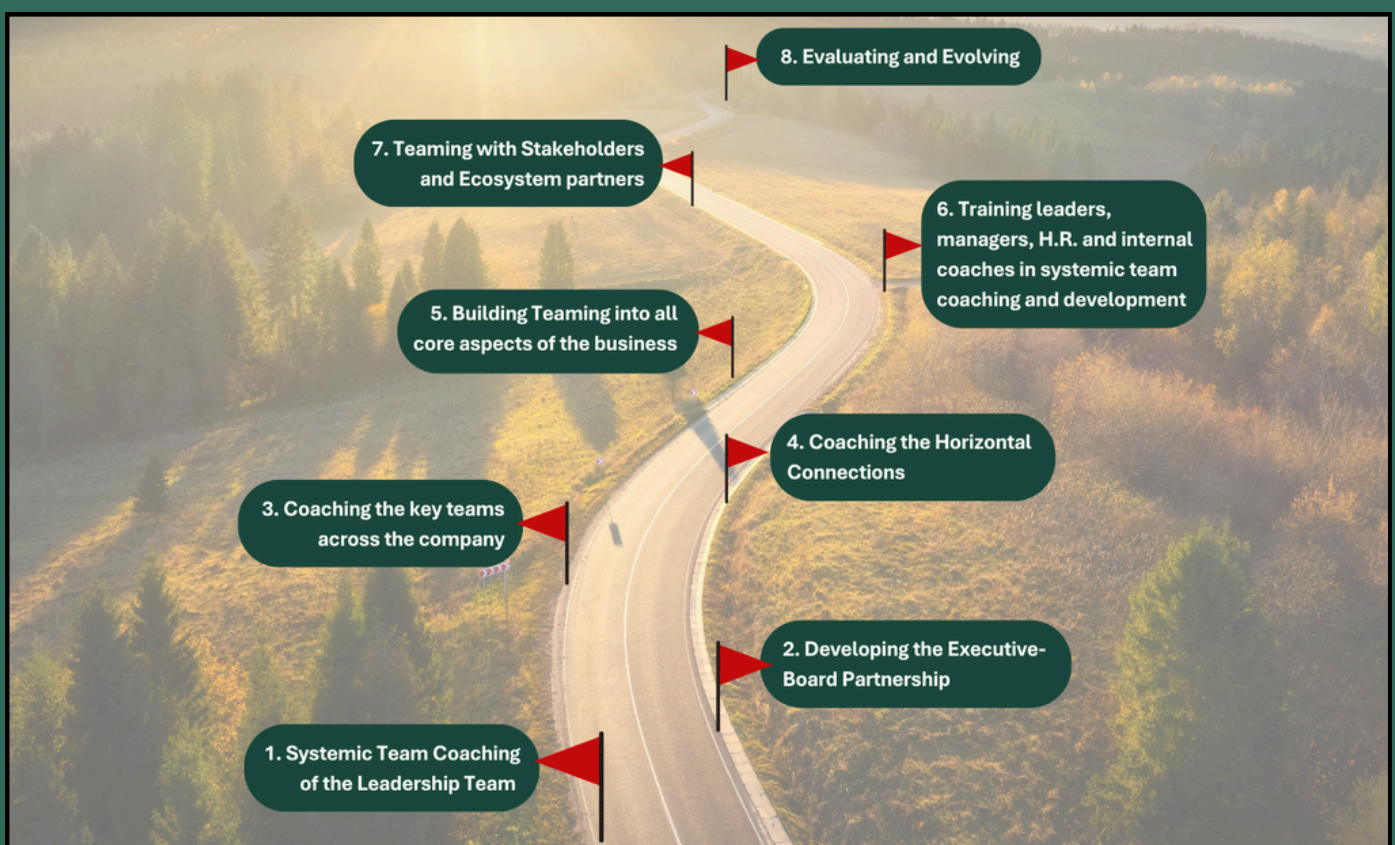 8. Evaluating and Evolving
7. Teaming with Stakeholders
and Ecosystem partners
6. Training leaders,
managers, H.R. and internal
coaches in systemic team
coaching and development
5. Building Teaming into all
core aspects of the business
4. Coaching the Horizontal
Connections
3. Coaching the key teams
across the company
2. Developing the Executive-
Board Partnership
1. Systemic Team Coaching
of the Leadership Team